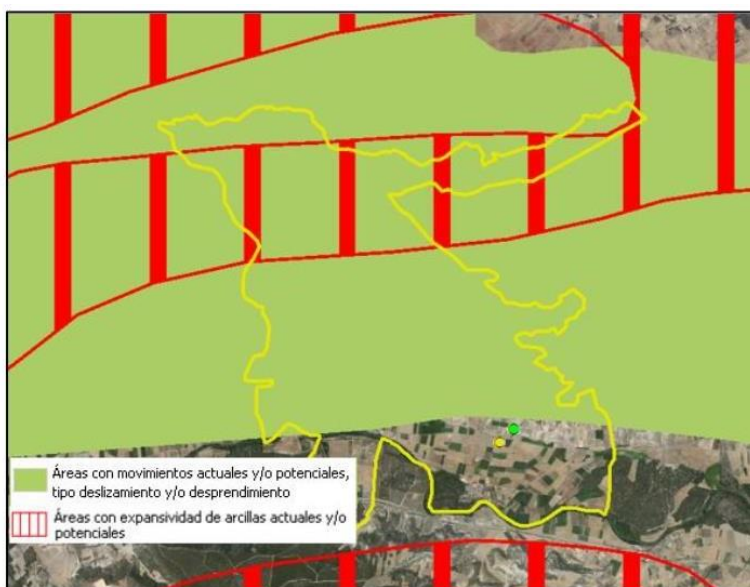 Áreas con movimientos actuales y/o potenciales,
tipo deslizamiento y/o desprendimiento
Áreas con expansividad de arcillas actuales y/o
potenciales